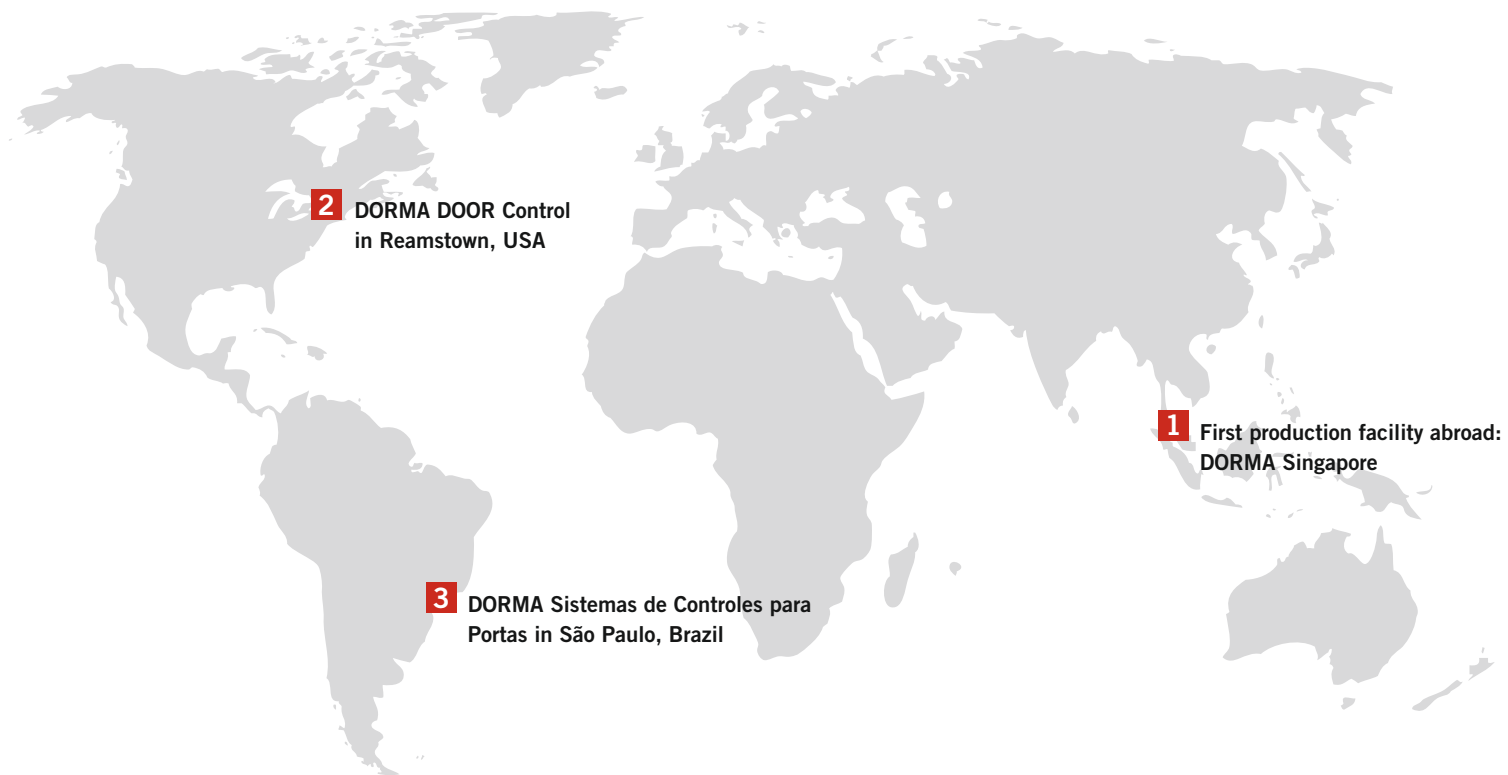 2
DORMA DOOR Control
in Reamstown, USA
1
First production facility abroad:
DORMA Singapore
3
DORMA Sistemas de Controles para
Portas in São Paulo, Brazil